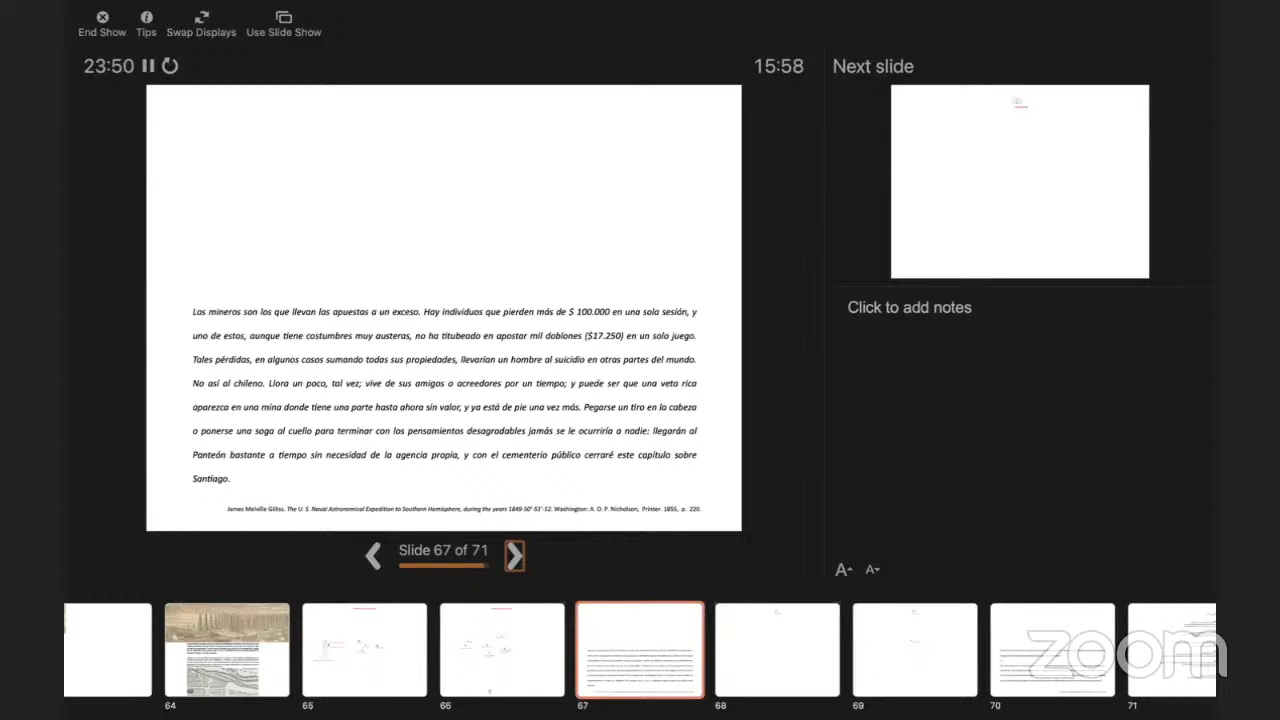 End Show Tips Swap Displays Use Slide Show
23:50 15:58 Next slide
Los mineros son los que llevan las apuestas a un exceso. Hay individuos que pierden más de $ 100.000 en una sola sesión, y
uno de estos, aunque tiene costumbres muy austeras, no ha titubeado en apostar mil doblones ($17.250) en un solo juego.
Tales pérdidas, en algunos casos sumando todas sus propiedades, llevarían un hombre al suicidio en otras partes del mundo.
No así al chileno. Llora un poco, tal vez; vive de sus amigos o acreedores por un tiempo; y puede ser que una veta rica
aparezca en una mina donde tiene una parte hasta ahora sin valor, y ya está de pie una vez más. Pegarse un tiro en la cabeza
o ponerse una soga al cuello para terminar con los pensamientos desagradables jamás se le ocurriría a nadie: llegarán al
Panteón bastante a tiempo sin necesidad de la agencia propia, y con el cementerio público cerraré este capítulo sobre
Santiago.
James Melville Gilliss. The U. S. Naval Astronomical Expedition to Southern Hemisphere, during the years 1849-50'-51'-52. Washington: A. O. P. Nicholson, Printer. 1855, p. 220.
Click to add notes
Slide 67 of 71
A A
zoom
64 65 66 67 68 69 70 71